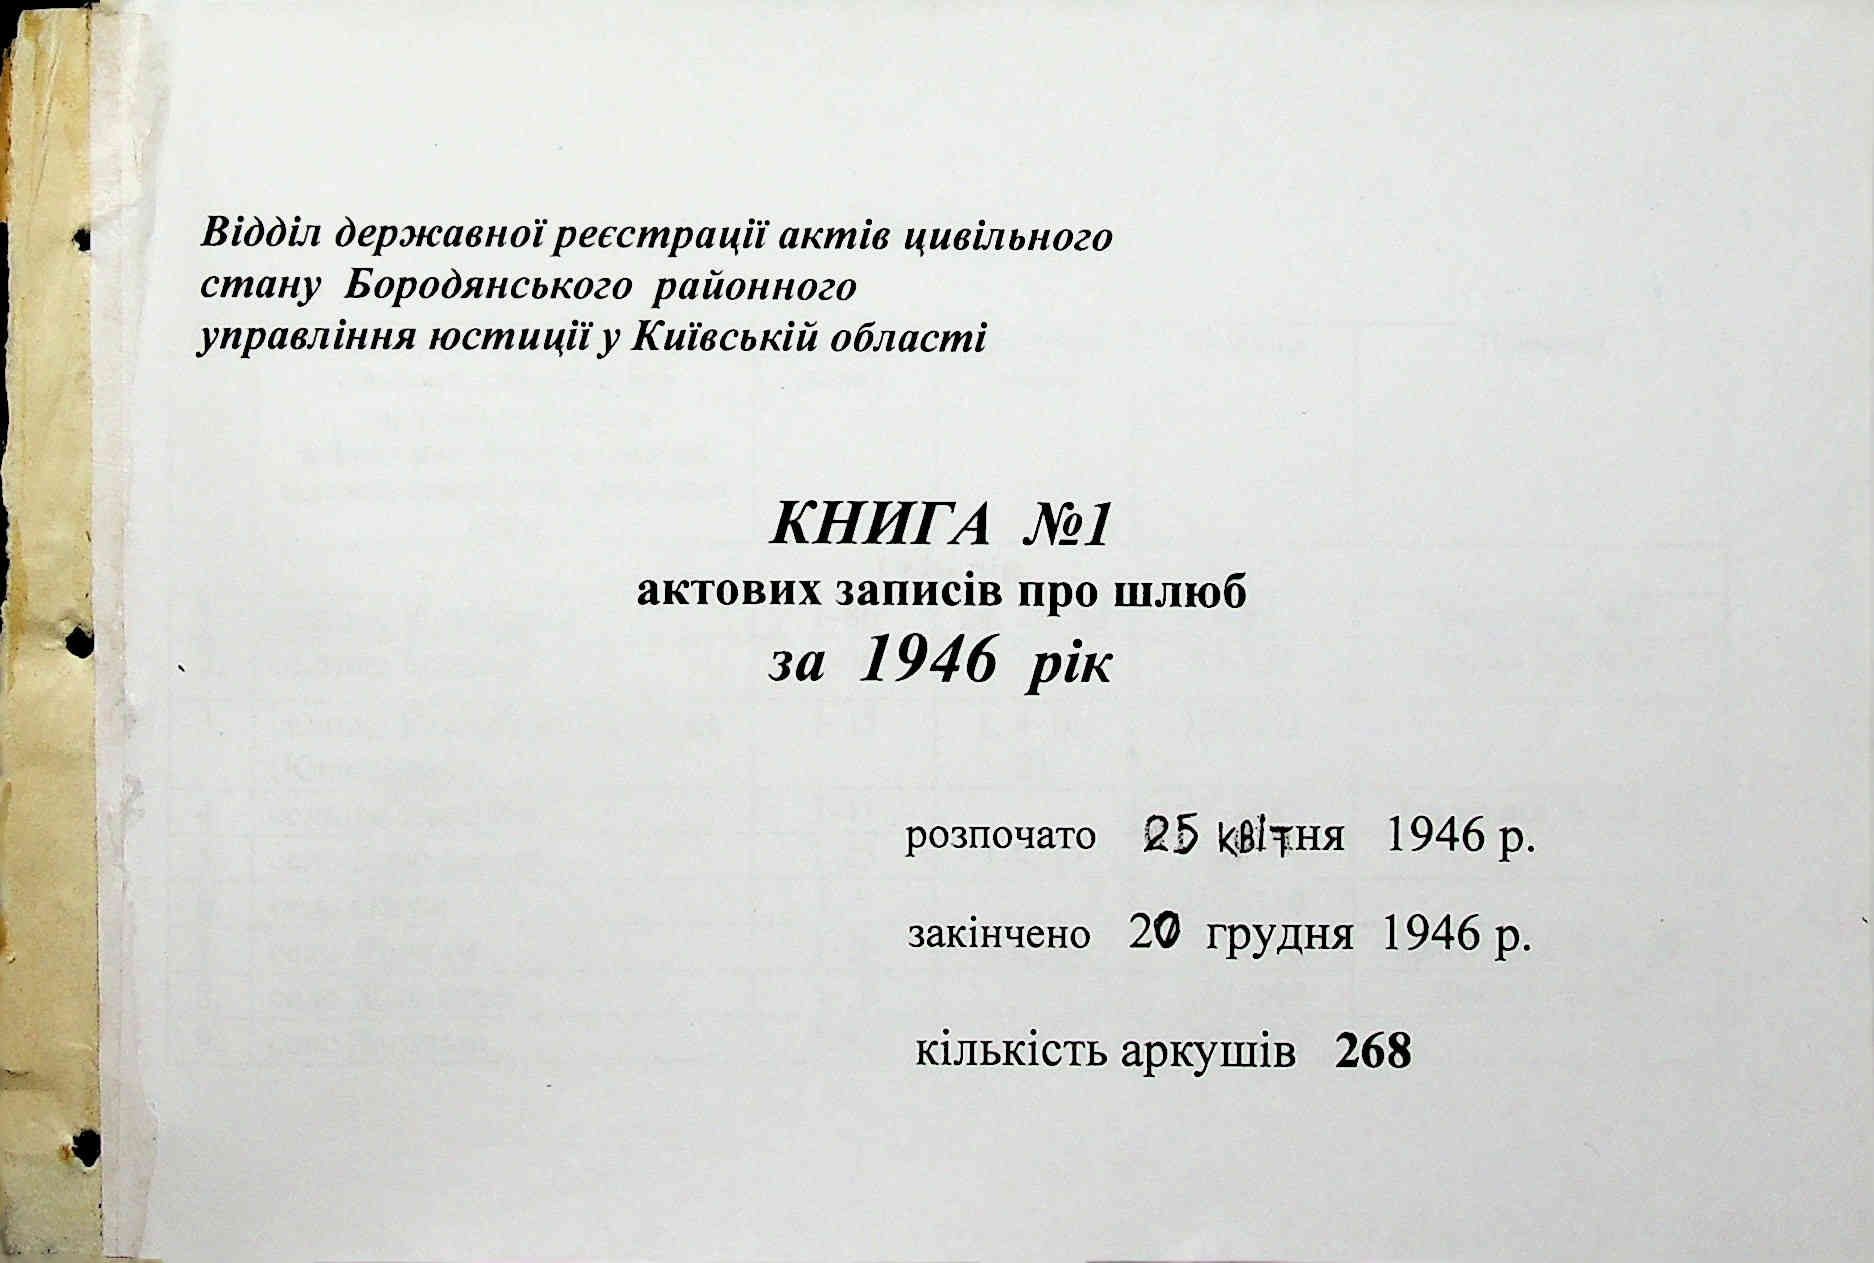 Відділ державної реєстрації актів цивільного
стану Бородянського районного
управління юстиції у Київській області
КНИГА №1
актових записів про шлюб
за 1946 рік
розпочато 25 квітня 1946 р.
закінчено 20 грудня 1946 р.
кількість аркушів 268